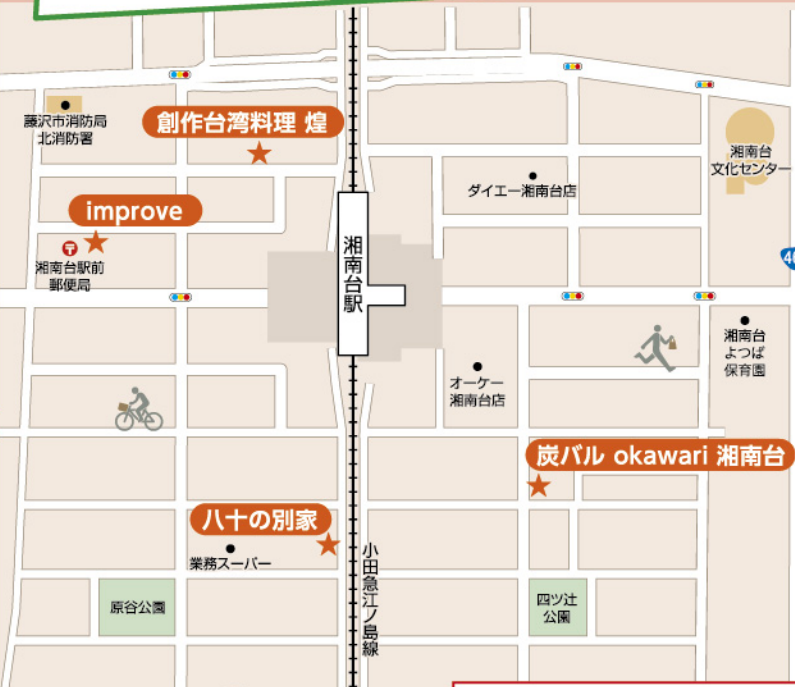 藤沢市消防局
北消防署
創作台湾料理 煌
湘南台
文化センター
ダイエー湘南台店
improve
湘南台駅前
郵便局
湘南台駅
湘南台
よつば
保育園
オーケー
湘南台店
炭バル okawari 湘南台
八十の別家
業務スーパー
小田急江ノ島線
原谷公園
四ツ辻
公園